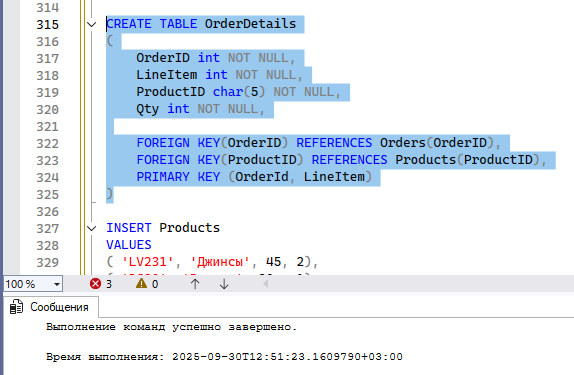 314
315 CREATE TABLE OrderDetails
316 (
317 OrderID int NOT NULL,
318 LineItem int NOT NULL,
319 ProductID char(5) NOT NULL,
320 Qty int NOT NULL,
321
322 FOREIGN KEY(OrderID) REFERENCES Orders(OrderID),
323 FOREIGN KEY(ProductID) REFERENCES Products(ProductID),
324 PRIMARY KEY (OrderId, LineItem)
325 )
326
327 INSERT Products
328 VALUES
329 ( 'LV231', 'Джинсы', 45, 2),
100 % 3 0
Сообщения
Выполнение команд успешно завершено.
Время выполнения: 2025-09-30T12:51:23.1609790+03:00